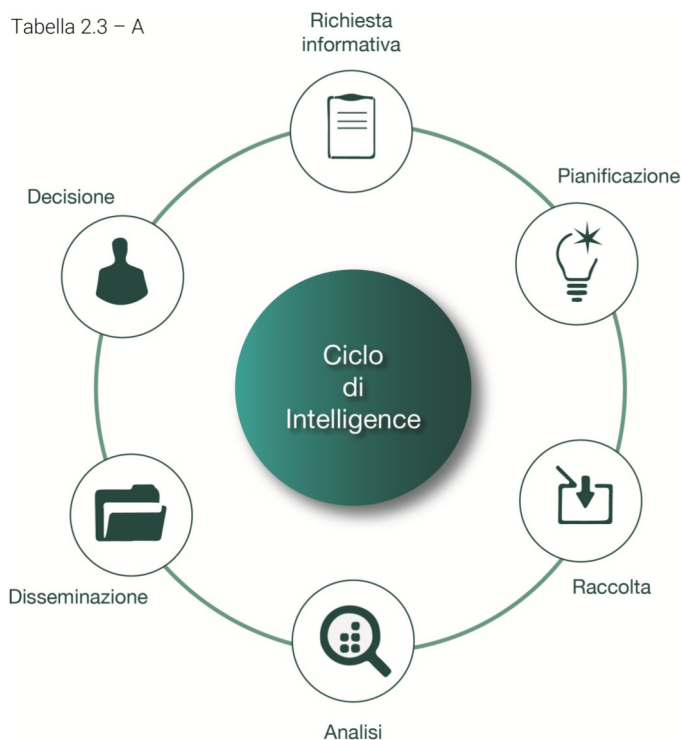 Tabella 2.3 – A
Richiesta
informativa
Pianificazione
Decisione
Ciclo
di
Intelligence
Raccolta
Disseminazione
Analisi